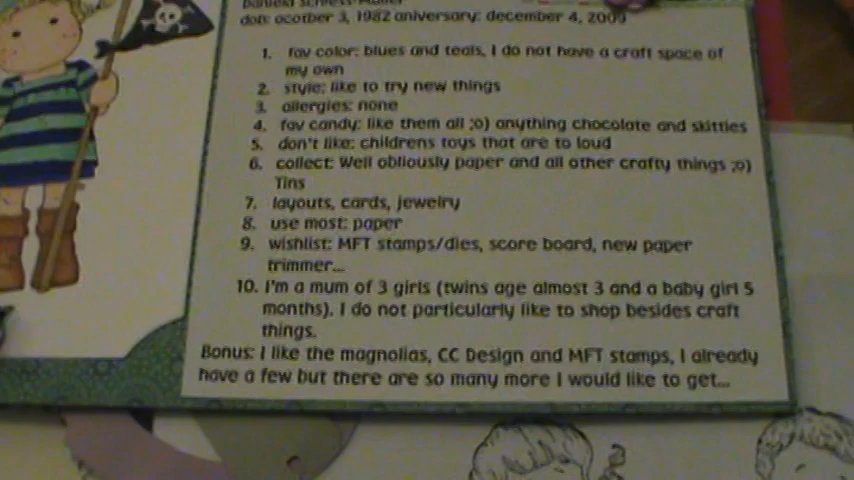 dob: ocotber 3, 1982 aniversary: december 4, 2009
1. fav color: blues and teals, I do not have a craft space of
my own
2. style: like to try new things
3. allergies: none
4. fav candy: like them all ;o) anything chocolate and skitties
5. don't like: childrens toys that are to loud
6. collect: Well obliously paper and all other crafty things ;o)
Tins
7. layouts, cards, jewelry
8. use most: paper
9. wishlist: MFT stamps/dies, score board, new paper
trimmer...
10. I'm a mum of 3 girls (twins age almost 3 and a baby girl 5
months). I do not particularly like to shop besides craft
things.
Bonus: I like the magnolias, CC Design and MFT stamps, I already
have a few but there are so many more I would like to get...